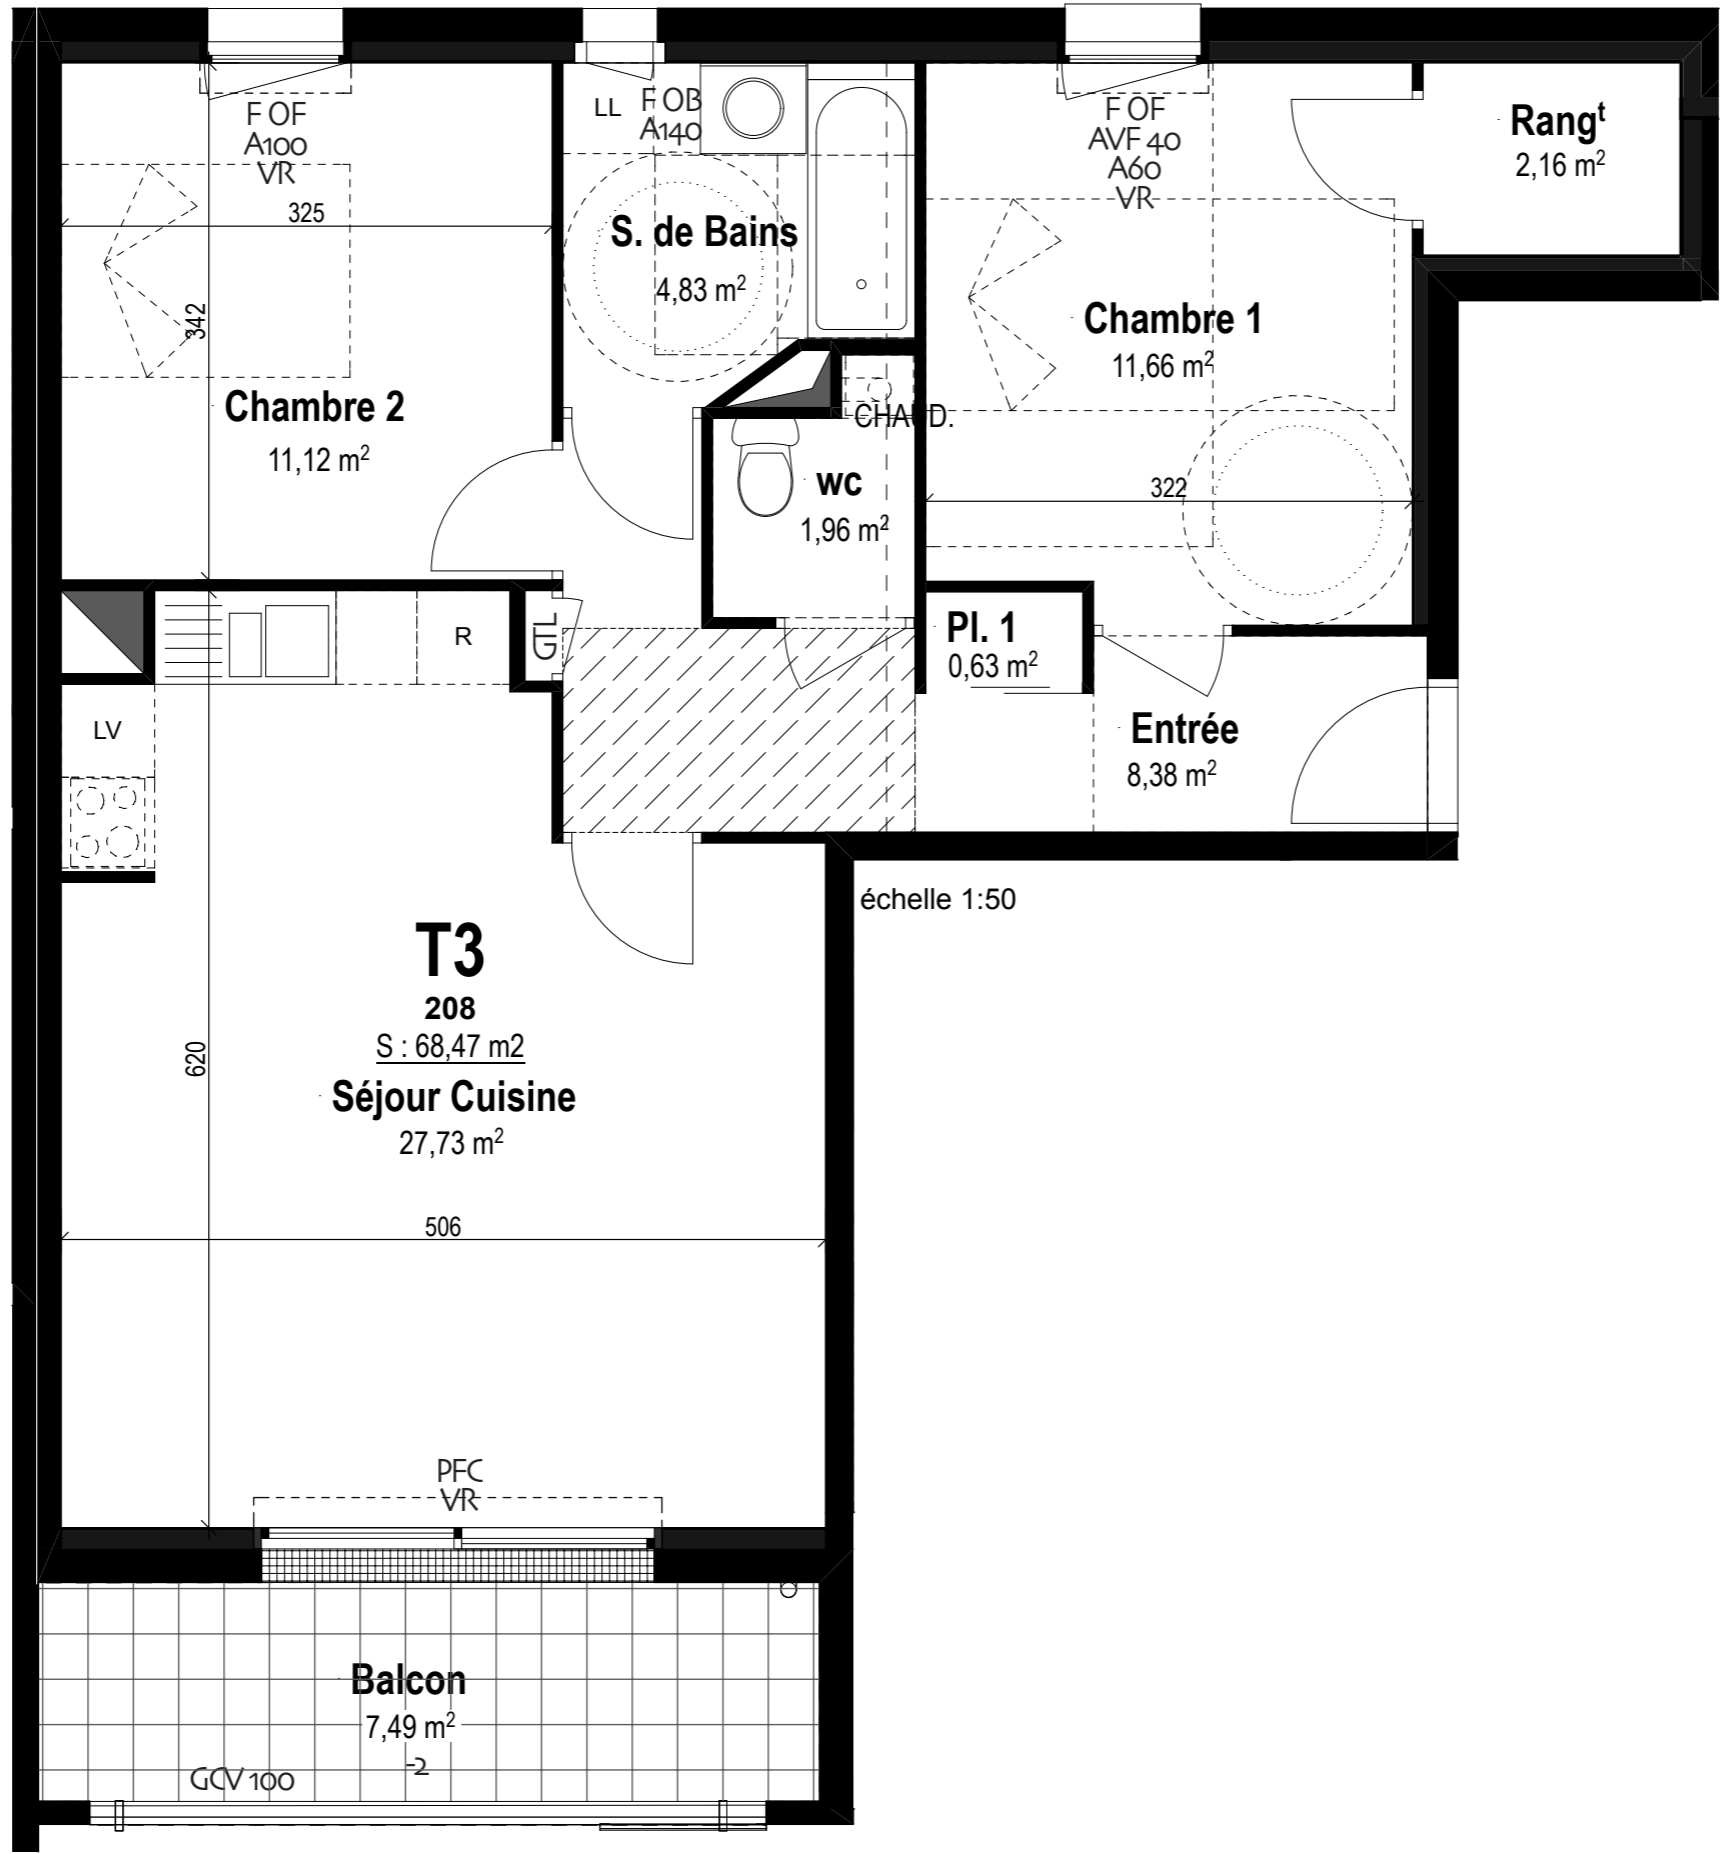 F OF
A100
VR
325
342
Chambre 2
11,12 m²
LL
F OB
A140
S. de Bains
4,83 m²
F OF
AVF 40
A60
VR
Rangᵗ
2,16 m²
Chambre 1
11,66 m²
322
CHAUD.
wc
1,96 m²
Pl. 1
0,63 m²
Entrée
8,38 m²
R
GTL
LV
échelle 1:50
T3
208
S : 68,47 m2
Séjour Cuisine
27,73 m²
620
506
PFC
VR
Balcon
7,49 m²
-2
GCV 100